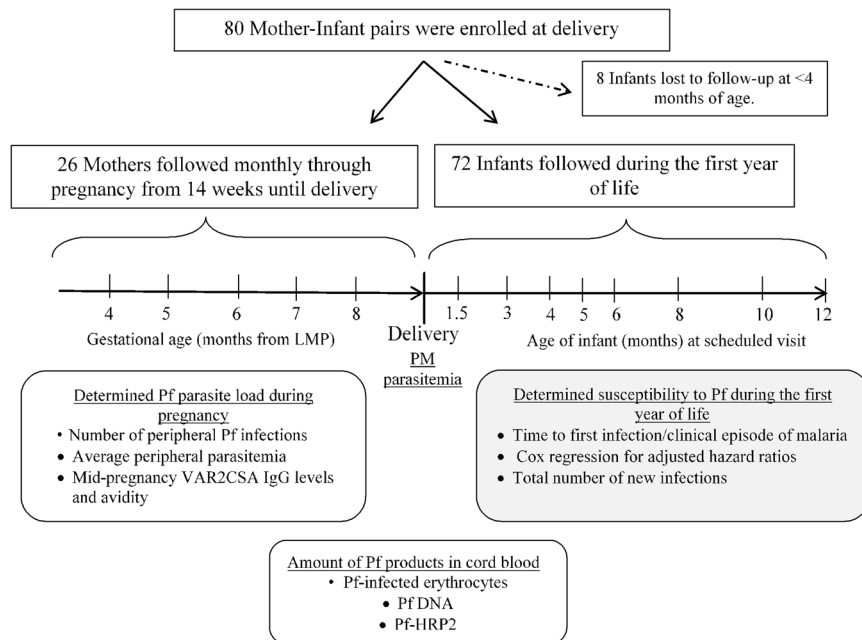 80 Mother-Infant pairs were enrolled at delivery
8 Infants lost to follow-up at <4
months of age.
26 Mothers followed monthly through
pregnancy from 14 weeks until delivery
72 Infants followed during the first year
of life
4 5 6 7 8 1.5 3 4 5 6 8 10 12
Gestational age (months from LMP)
Delivery
Age of infant (months) at scheduled visit
PM
parasitemia
Determined Pf parasite load during
pregnancy
• Number of peripheral Pf infections
• Average peripheral parasitemia
• Mid-pregnancy VAR2CSA IgG levels
and avidity
Determined susceptibility to Pf during the first
year of life
• Time to first infection/clinical episode of malaria
• Cox regression for adjusted hazard ratios
• Total number of new infections
Amount of Pf products in cord blood
• Pf-infected erythrocytes
• Pf DNA
• Pf-HRP2